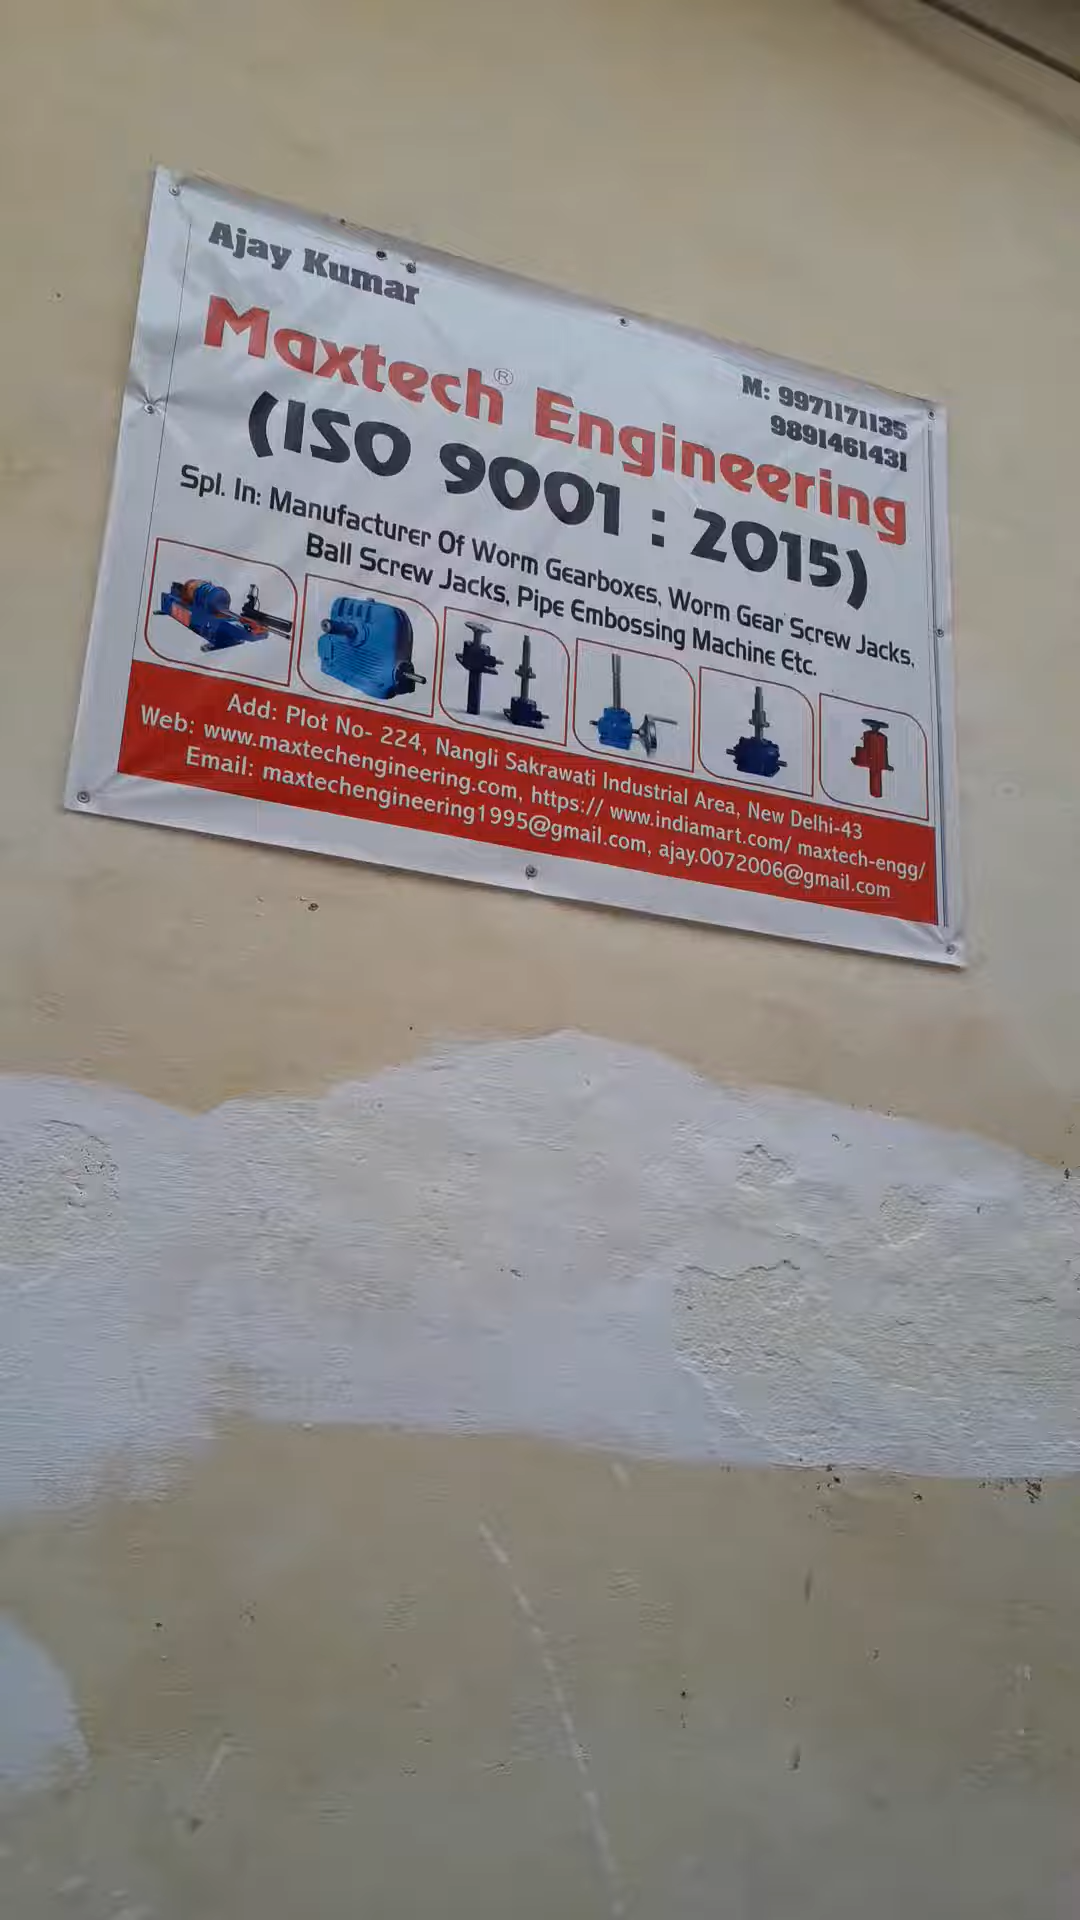 Ajay Kumar
M: 9971171135
9891461431
Maxtech® Engineering
(ISO 9001 : 2015)
Spl. In: Manufacturer Of Worm Gearboxes, Worm Gear Screw Jacks,
Ball Screw Jacks, Pipe Embossing Machine Etc.
Add: Plot No- 224, Nangli Sakrawati Industrial Area, New Delhi-43
Web: www.maxtechengineering.com, https:// www.indiamart.com/ maxtech-engg/
Email: maxtechengineering1995@gmail.com, ajay.0072006@gmail.com